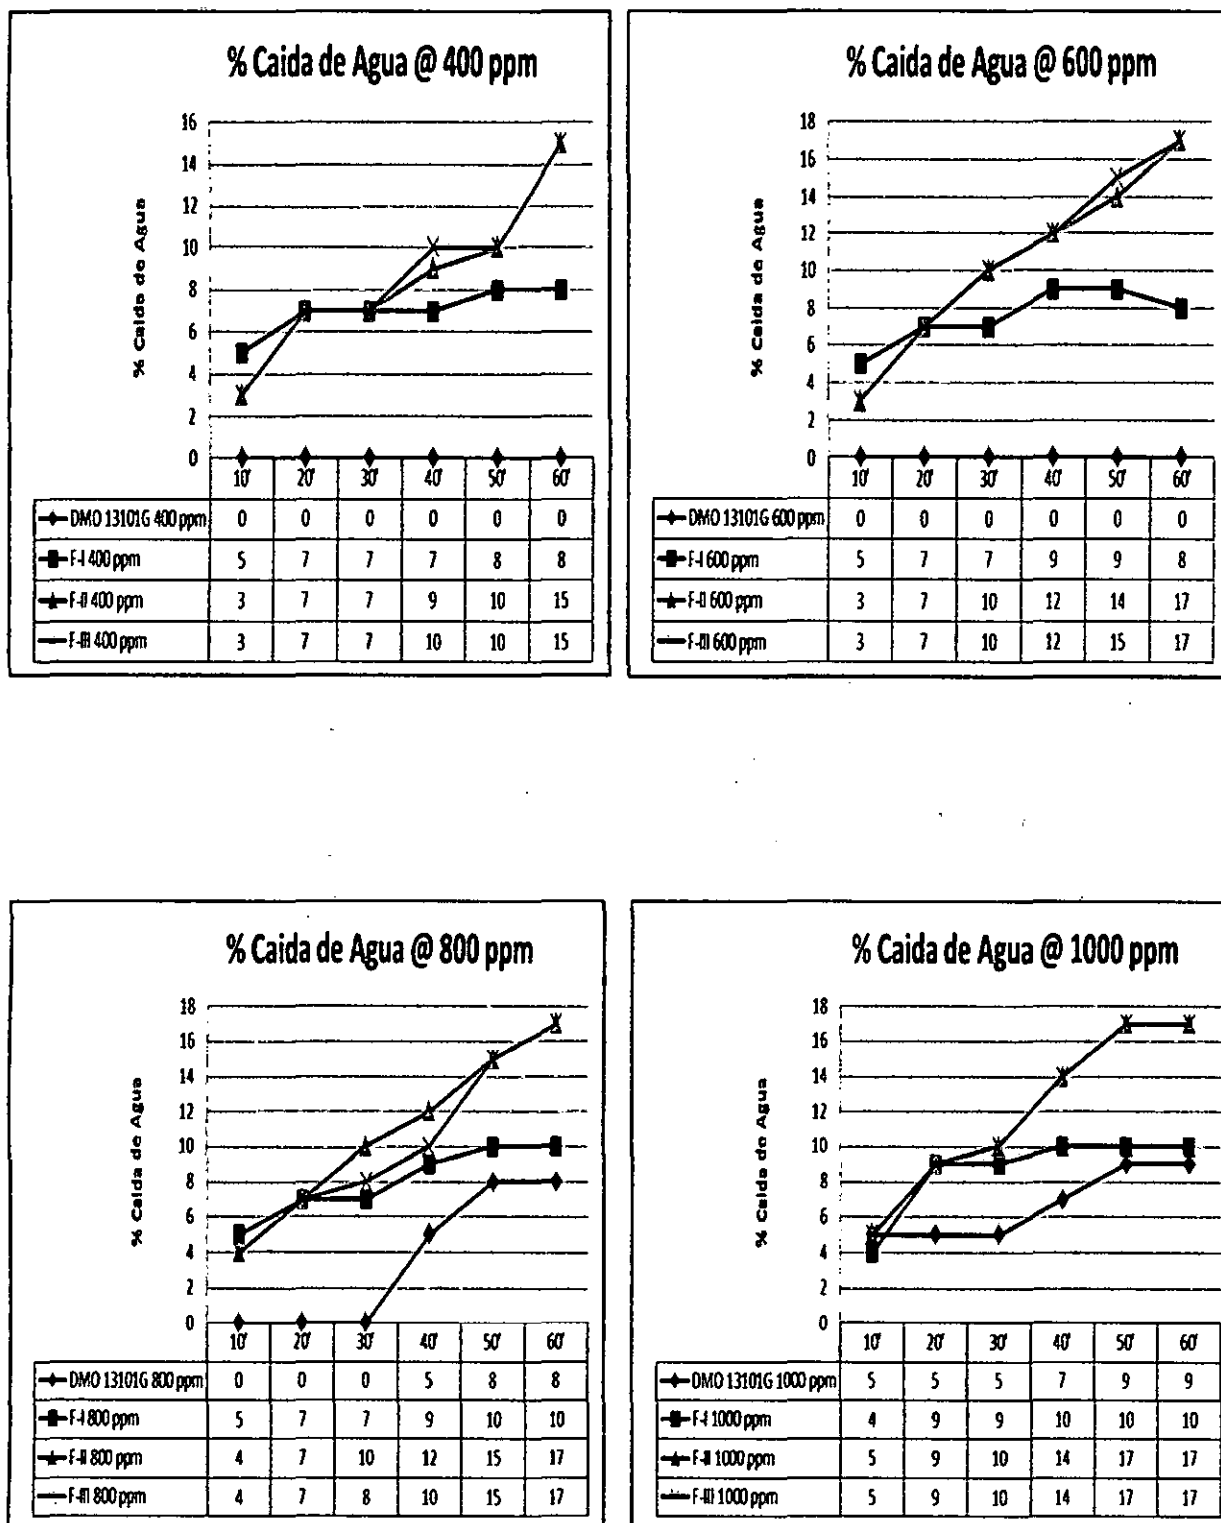 % Caida de Agua @ 400 ppm
% Caida de Agua
16
14
12
10
8
6
4
2
0
10' 20' 30' 40' 50' 60'
DMO 13101G 400 ppm 0 0 0 0 0 0
F-I 400 ppm 5 7 7 7 8 8
F-II 400 ppm 3 7 7 9 10 15
F-III 400 ppm 3 7 7 10 10 15
% Caida de Agua @ 600 ppm
% Caida de Agua
18
16
14
12
10
8
6
4
2
0
10' 20' 30' 40' 50' 60'
DMO 13101G 600 ppm 0 0 0 0 0 0
F-I 600 ppm 5 7 7 9 9 8
F-II 600 ppm 3 7 10 12 14 17
F-III 600 ppm 3 7 10 12 15 17
% Caida de Agua @ 800 ppm
% Caida de Agua
18
16
14
12
10
8
6
4
2
0
10' 20' 30' 40' 50' 60'
DMO 13101G 800 ppm 0 0 0 5 8 8
F-I 800 ppm 5 7 7 9 10 10
F-II 800 ppm 4 7 10 12 15 17
F-III 800 ppm 4 7 8 10 15 17
% Caida de Agua @ 1000 ppm
% Caida de Agua
18
16
14
12
10
8
6
4
2
0
10' 20' 30' 40' 50' 60'
DMO 13101G 1000 ppm 5 5 5 7 9 9
F-I 1000 ppm 4 9 9 10 10 10
F-II 1000 ppm 5 9 10 14 17 17
F-III 1000 ppm 5 9 10 14 17 17